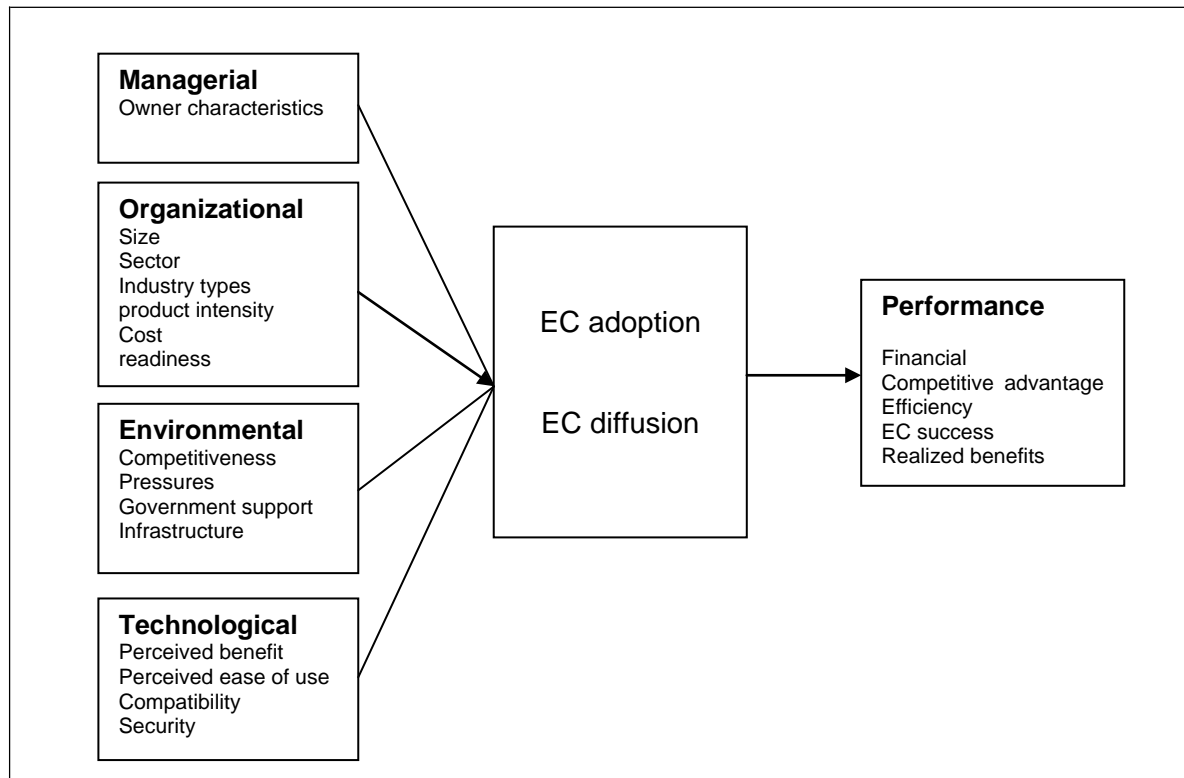 Managerial
Owner characteristics
Organizational
Size
Sector
Industry types
product intensity
Cost
readiness
Environmental
Competitiveness
Pressures
Government support
Infrastructure
Technological
Perceived benefit
Perceived ease of use
Compatibility
Security
EC adoption
EC diffusion
Performance
Financial
Competitive advantage
Efficiency
EC success
Realized benefits